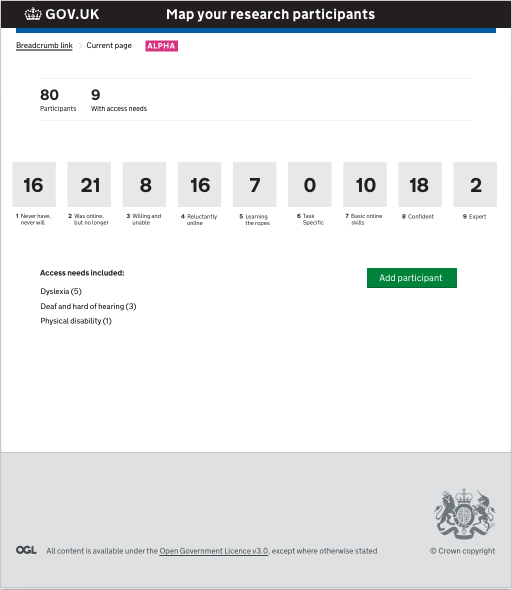 GOV.UK Map your research participants
Breadcrumb link Current page ALPHA
80 9
Participants With access needs
16 21 8 16 7 0 10 18 2
1 Never have, never will
2 Was online, but no longer
3 Willing and unable
4 Reluctantly online
5 Learning the ropes
6 Task Specific
7 Basic online skills
8 Confident
9 Expert
Access needs included:
Add participant
Dyslexia (5)
Deaf and hard of hearing (3)
Physical disability (1)
OGL All content is available under the Open Government Licence v3.0, except where otherwise stated
© Crown copyright